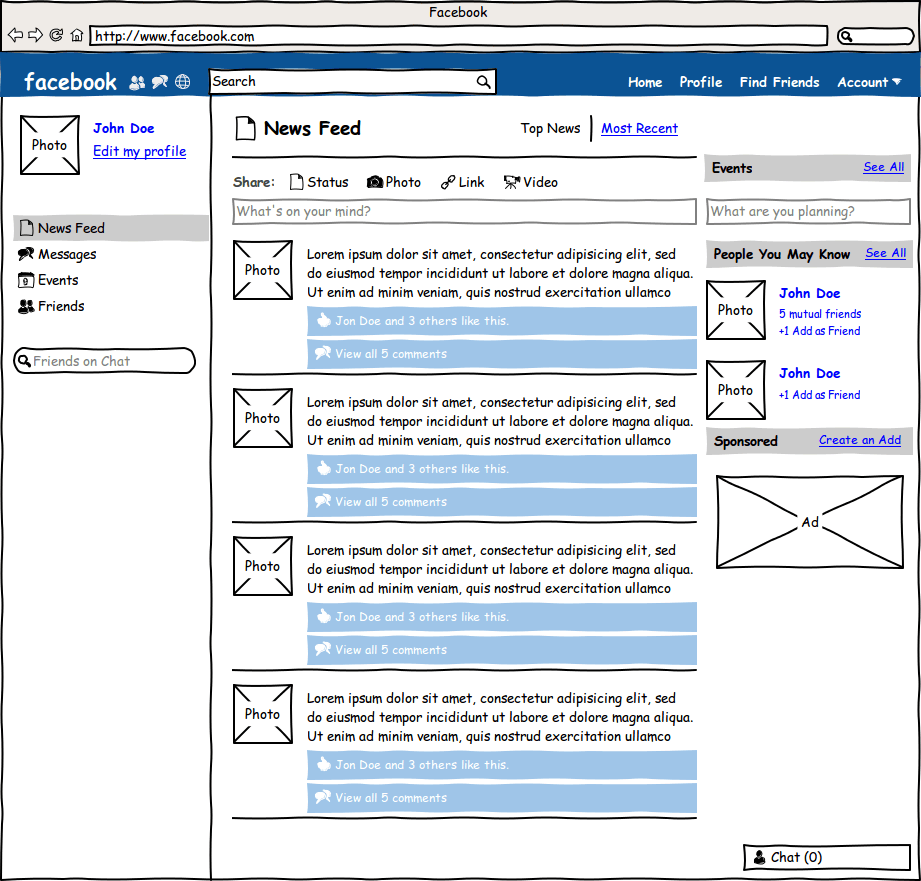 Facebook
http://www.facebook.com
facebook
Search
Home Profile Find Friends Account
Photo
John Doe
Edit my profile
News Feed
Messages
9
Events
Friends
Friends on Chat
News Feed
Top News Most Recent
Share: Status Photo Link Video
What's on your mind?
Photo
Lorem ipsum dolor sit amet, consectetur adipisicing elit, sed
do eiusmod tempor incididunt ut labore et dolore magna aliqua.
Ut enim ad minim veniam, quis nostrud exercitation ullamco
Jon Doe and 3 others like this.
View all 5 comments
Photo
Lorem ipsum dolor sit amet, consectetur adipisicing elit, sed
do eiusmod tempor incididunt ut labore et dolore magna aliqua.
Ut enim ad minim veniam, quis nostrud exercitation ullamco
Jon Doe and 3 others like this.
View all 5 comments
Photo
Lorem ipsum dolor sit amet, consectetur adipisicing elit, sed
do eiusmod tempor incididunt ut labore et dolore magna aliqua.
Ut enim ad minim veniam, quis nostrud exercitation ullamco
Jon Doe and 3 others like this.
View all 5 comments
Photo
Lorem ipsum dolor sit amet, consectetur adipisicing elit, sed
do eiusmod tempor incididunt ut labore et dolore magna aliqua.
Ut enim ad minim veniam, quis nostrud exercitation ullamco
Jon Doe and 3 others like this.
View all 5 comments
Events See All
What are you planning?
People You May Know See All
Photo
John Doe
5 mutual friends
+1 Add as Friend
Photo
John Doe
+1 Add as Friend
Sponsored Create an Add
Ad
Chat (0)